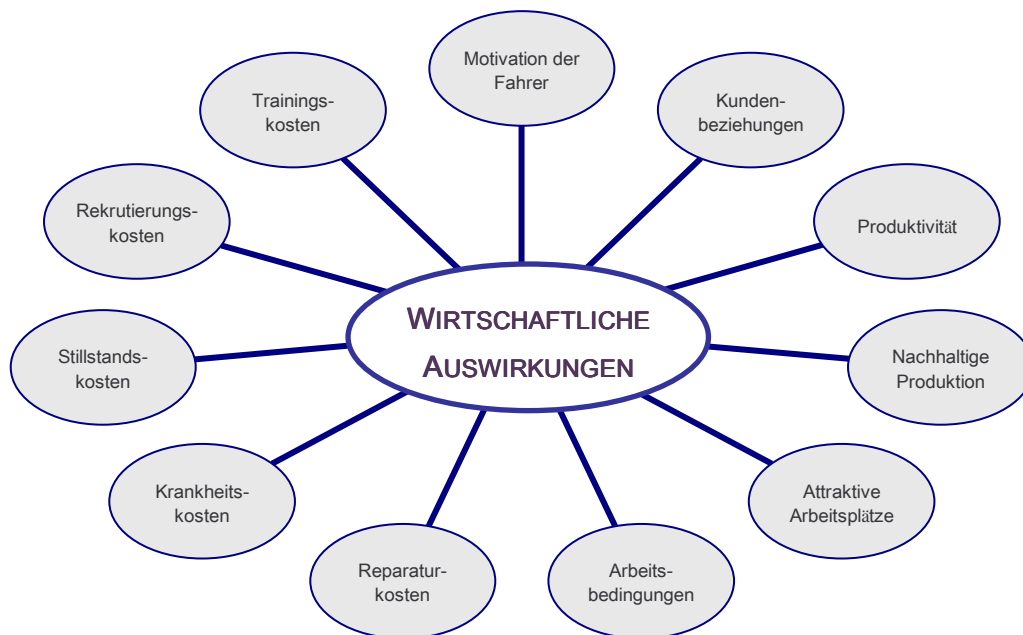 Motivation der
Fahrer
Trainings-
kosten
Kunden-
beziehungen
Rekrutierungs-
kosten
Produktivität
WIRTSCHAFTLICHE
AUSWIRKUNGEN
Stillstands-
kosten
Nachhaltige
Produktion
Krankheits-
kosten
Attraktive
Arbeitsplätze
Reparatur-
kosten
Arbeits-
bedingungen